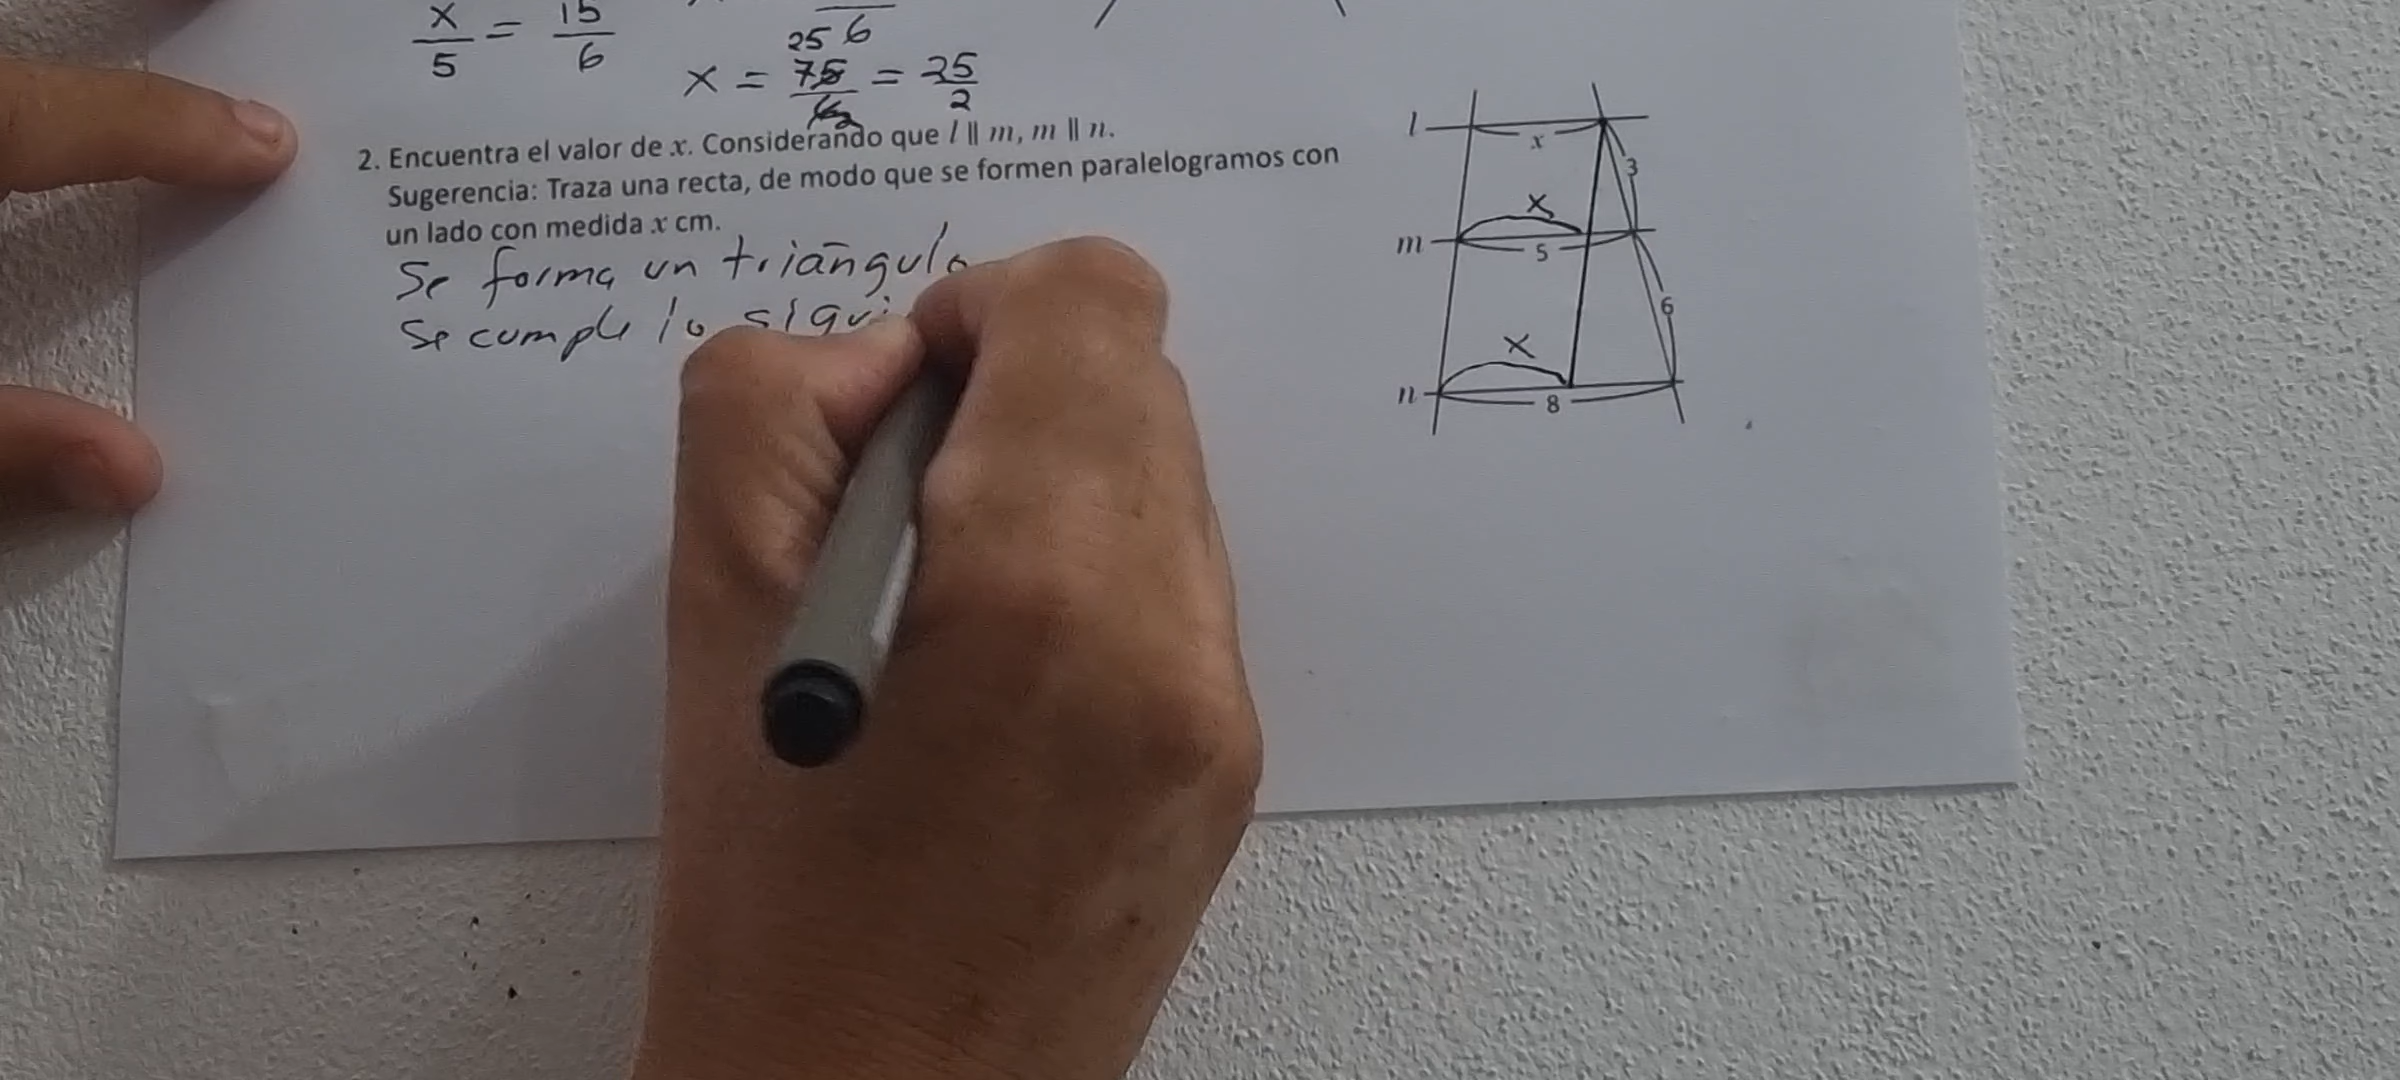 x/5 = 15/6
6
25
x = 75/6 = 25/2
2
2. Encuentra el valor de x. Considerando que l ∥ m, m ∥ n.
Sugerencia: Traza una recta, de modo que se formen paralelogramos con
un lado con medida x cm.
Se forma un triángulo
Se cumple lo
l
x
3
x
m
5
6
x
n
8